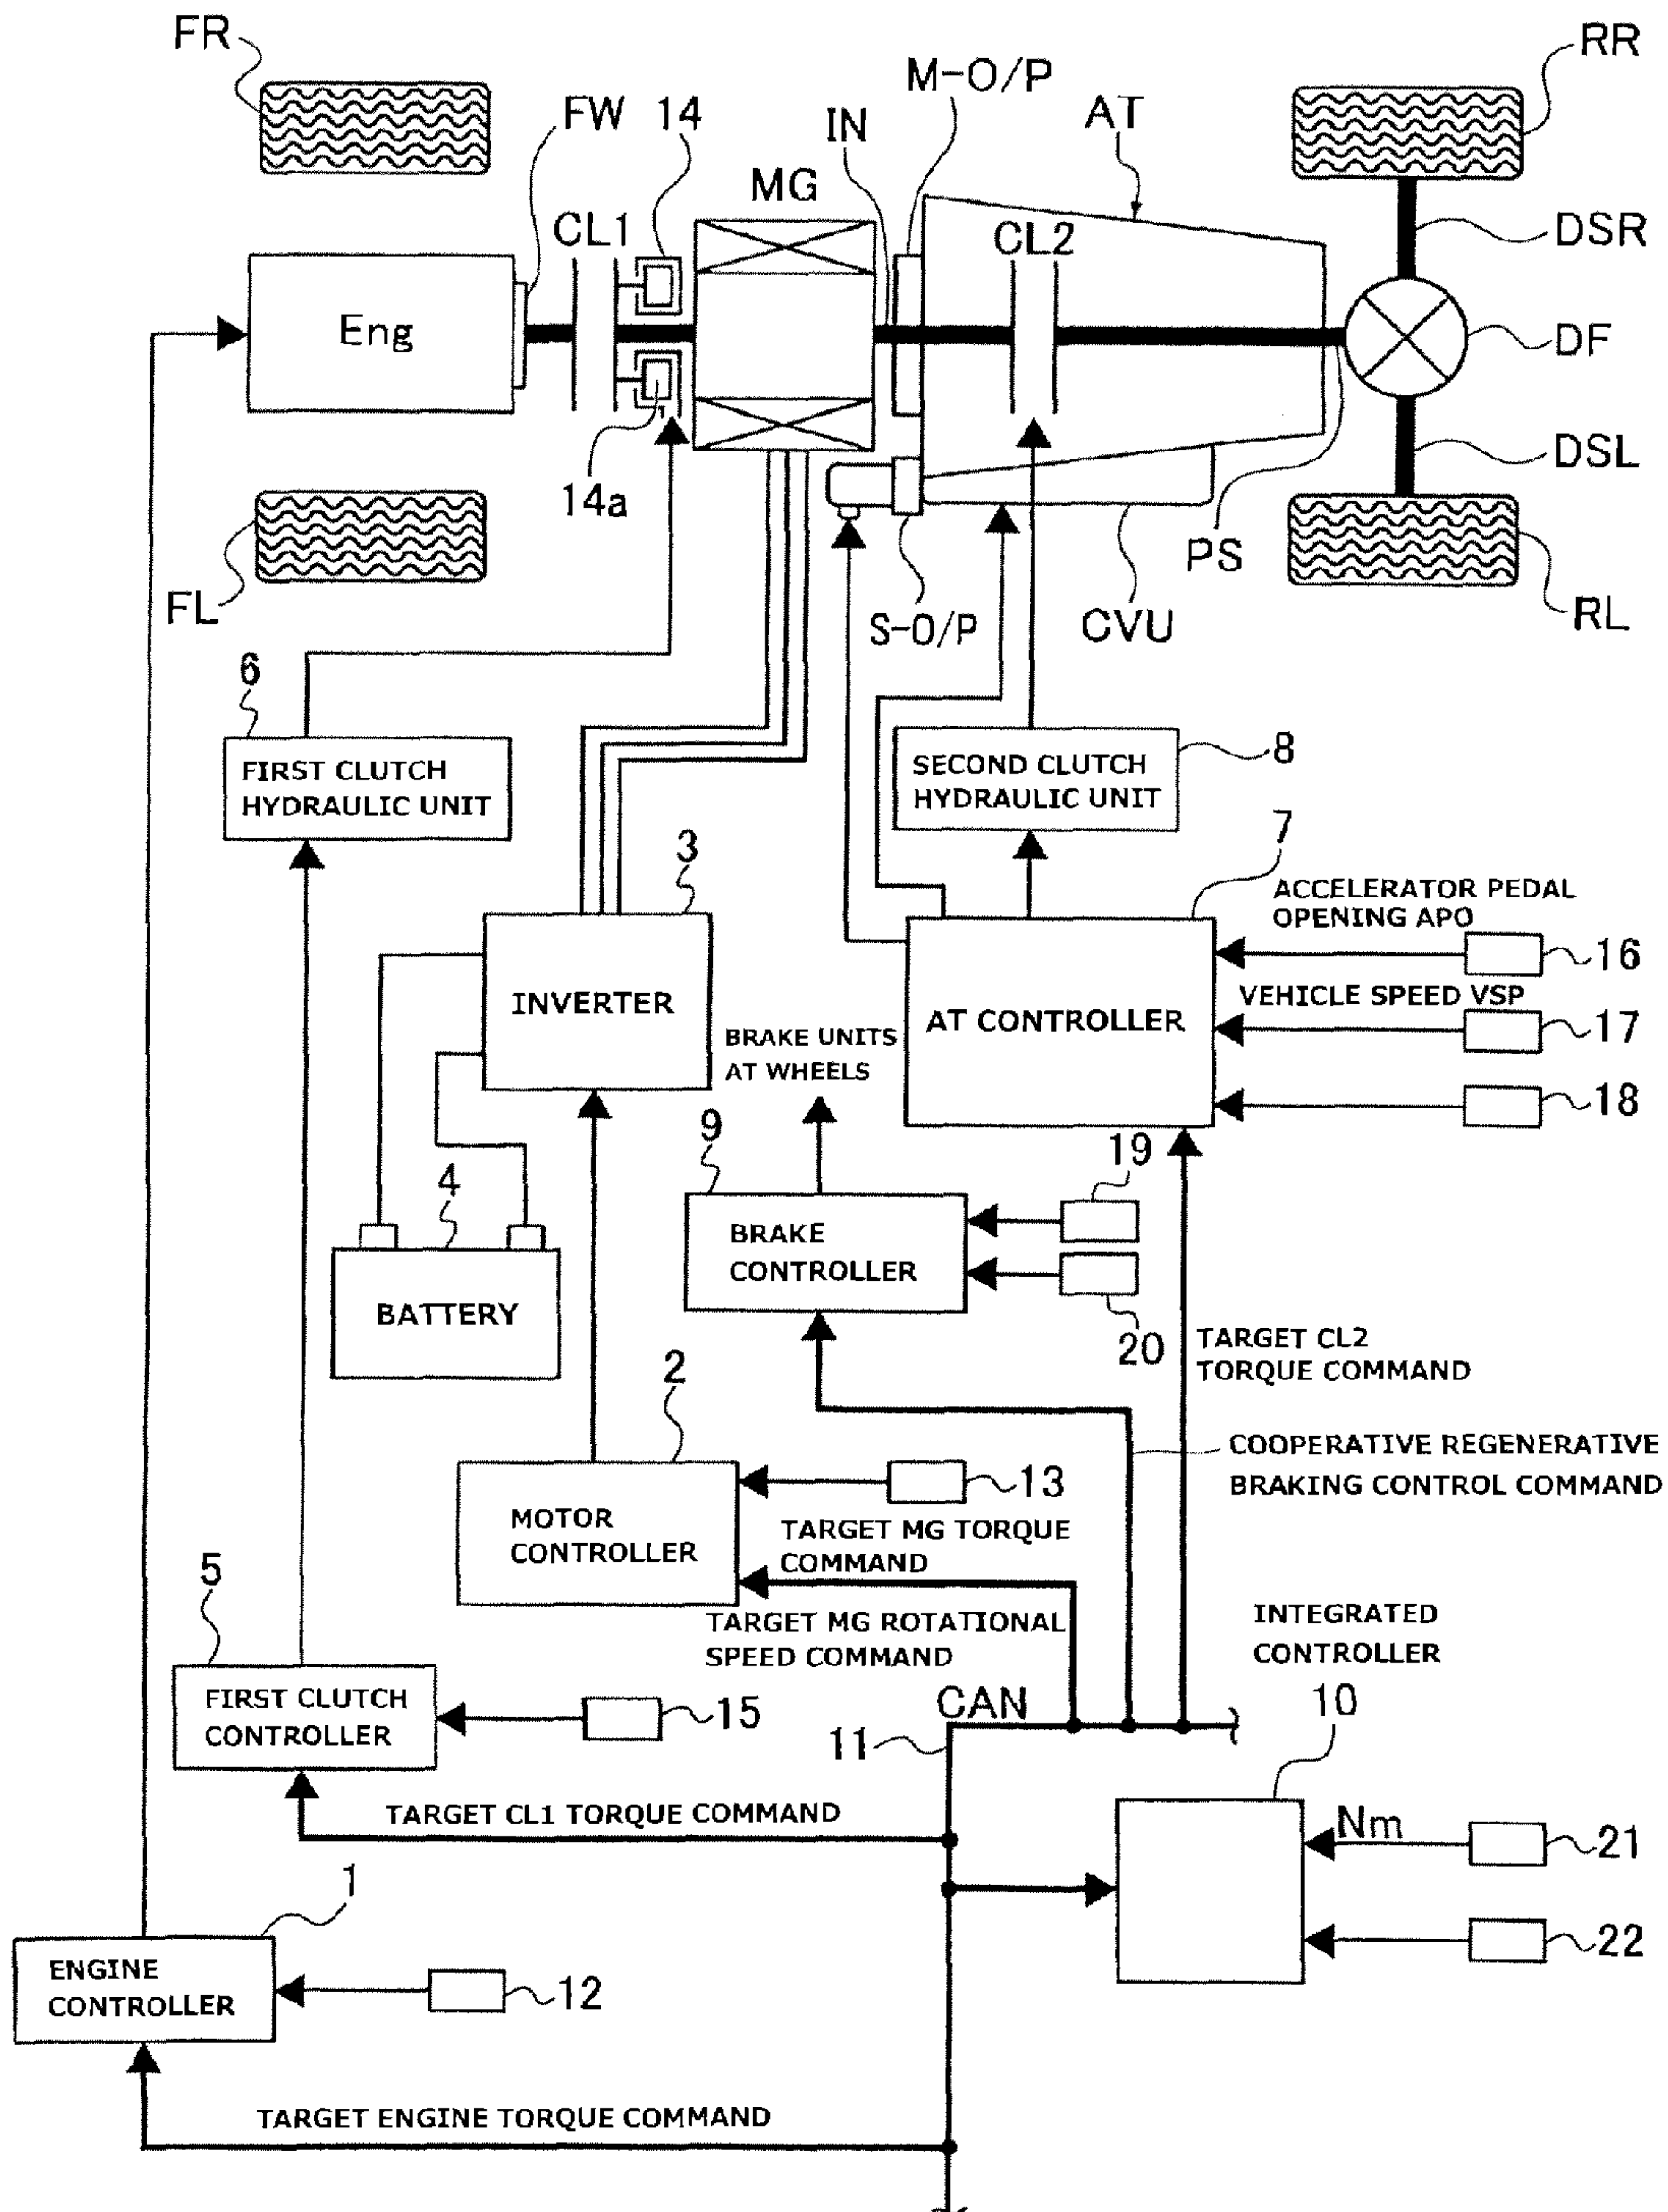 FR
RR
M-O/P
FW
14
IN
AT
MG
CL1
CL2
DSR
Eng
DF
DSL
14a
PS
FL
S-O/P
CVU
RL
6
FIRST CLUTCH
HYDRAULIC UNIT
8
SECOND CLUTCH
HYDRAULIC UNIT
3
7
ACCELERATOR PEDAL
OPENING APO
16
INVERTER
VEHICLE SPEED VSP
AT CONTROLLER
17
BRAKE UNITS
AT WHEELS
18
9
19
4
BRAKE
CONTROLLER
BATTERY
20
TARGET CL2
TORQUE COMMAND
2
COOPERATIVE REGENERATIVE
BRAKING CONTROL COMMAND
13
MOTOR
CONTROLLER
TARGET MG TORQUE
COMMAND
5
TARGET MG ROTATIONAL
SPEED COMMAND
INTEGRATED
CONTROLLER
FIRST CLUTCH
CONTROLLER
15
CAN
10
11
TARGET CL1 TORQUE COMMAND
Nm
21
1
22
ENGINE
CONTROLLER
12
TARGET ENGINE TORQUE COMMAND